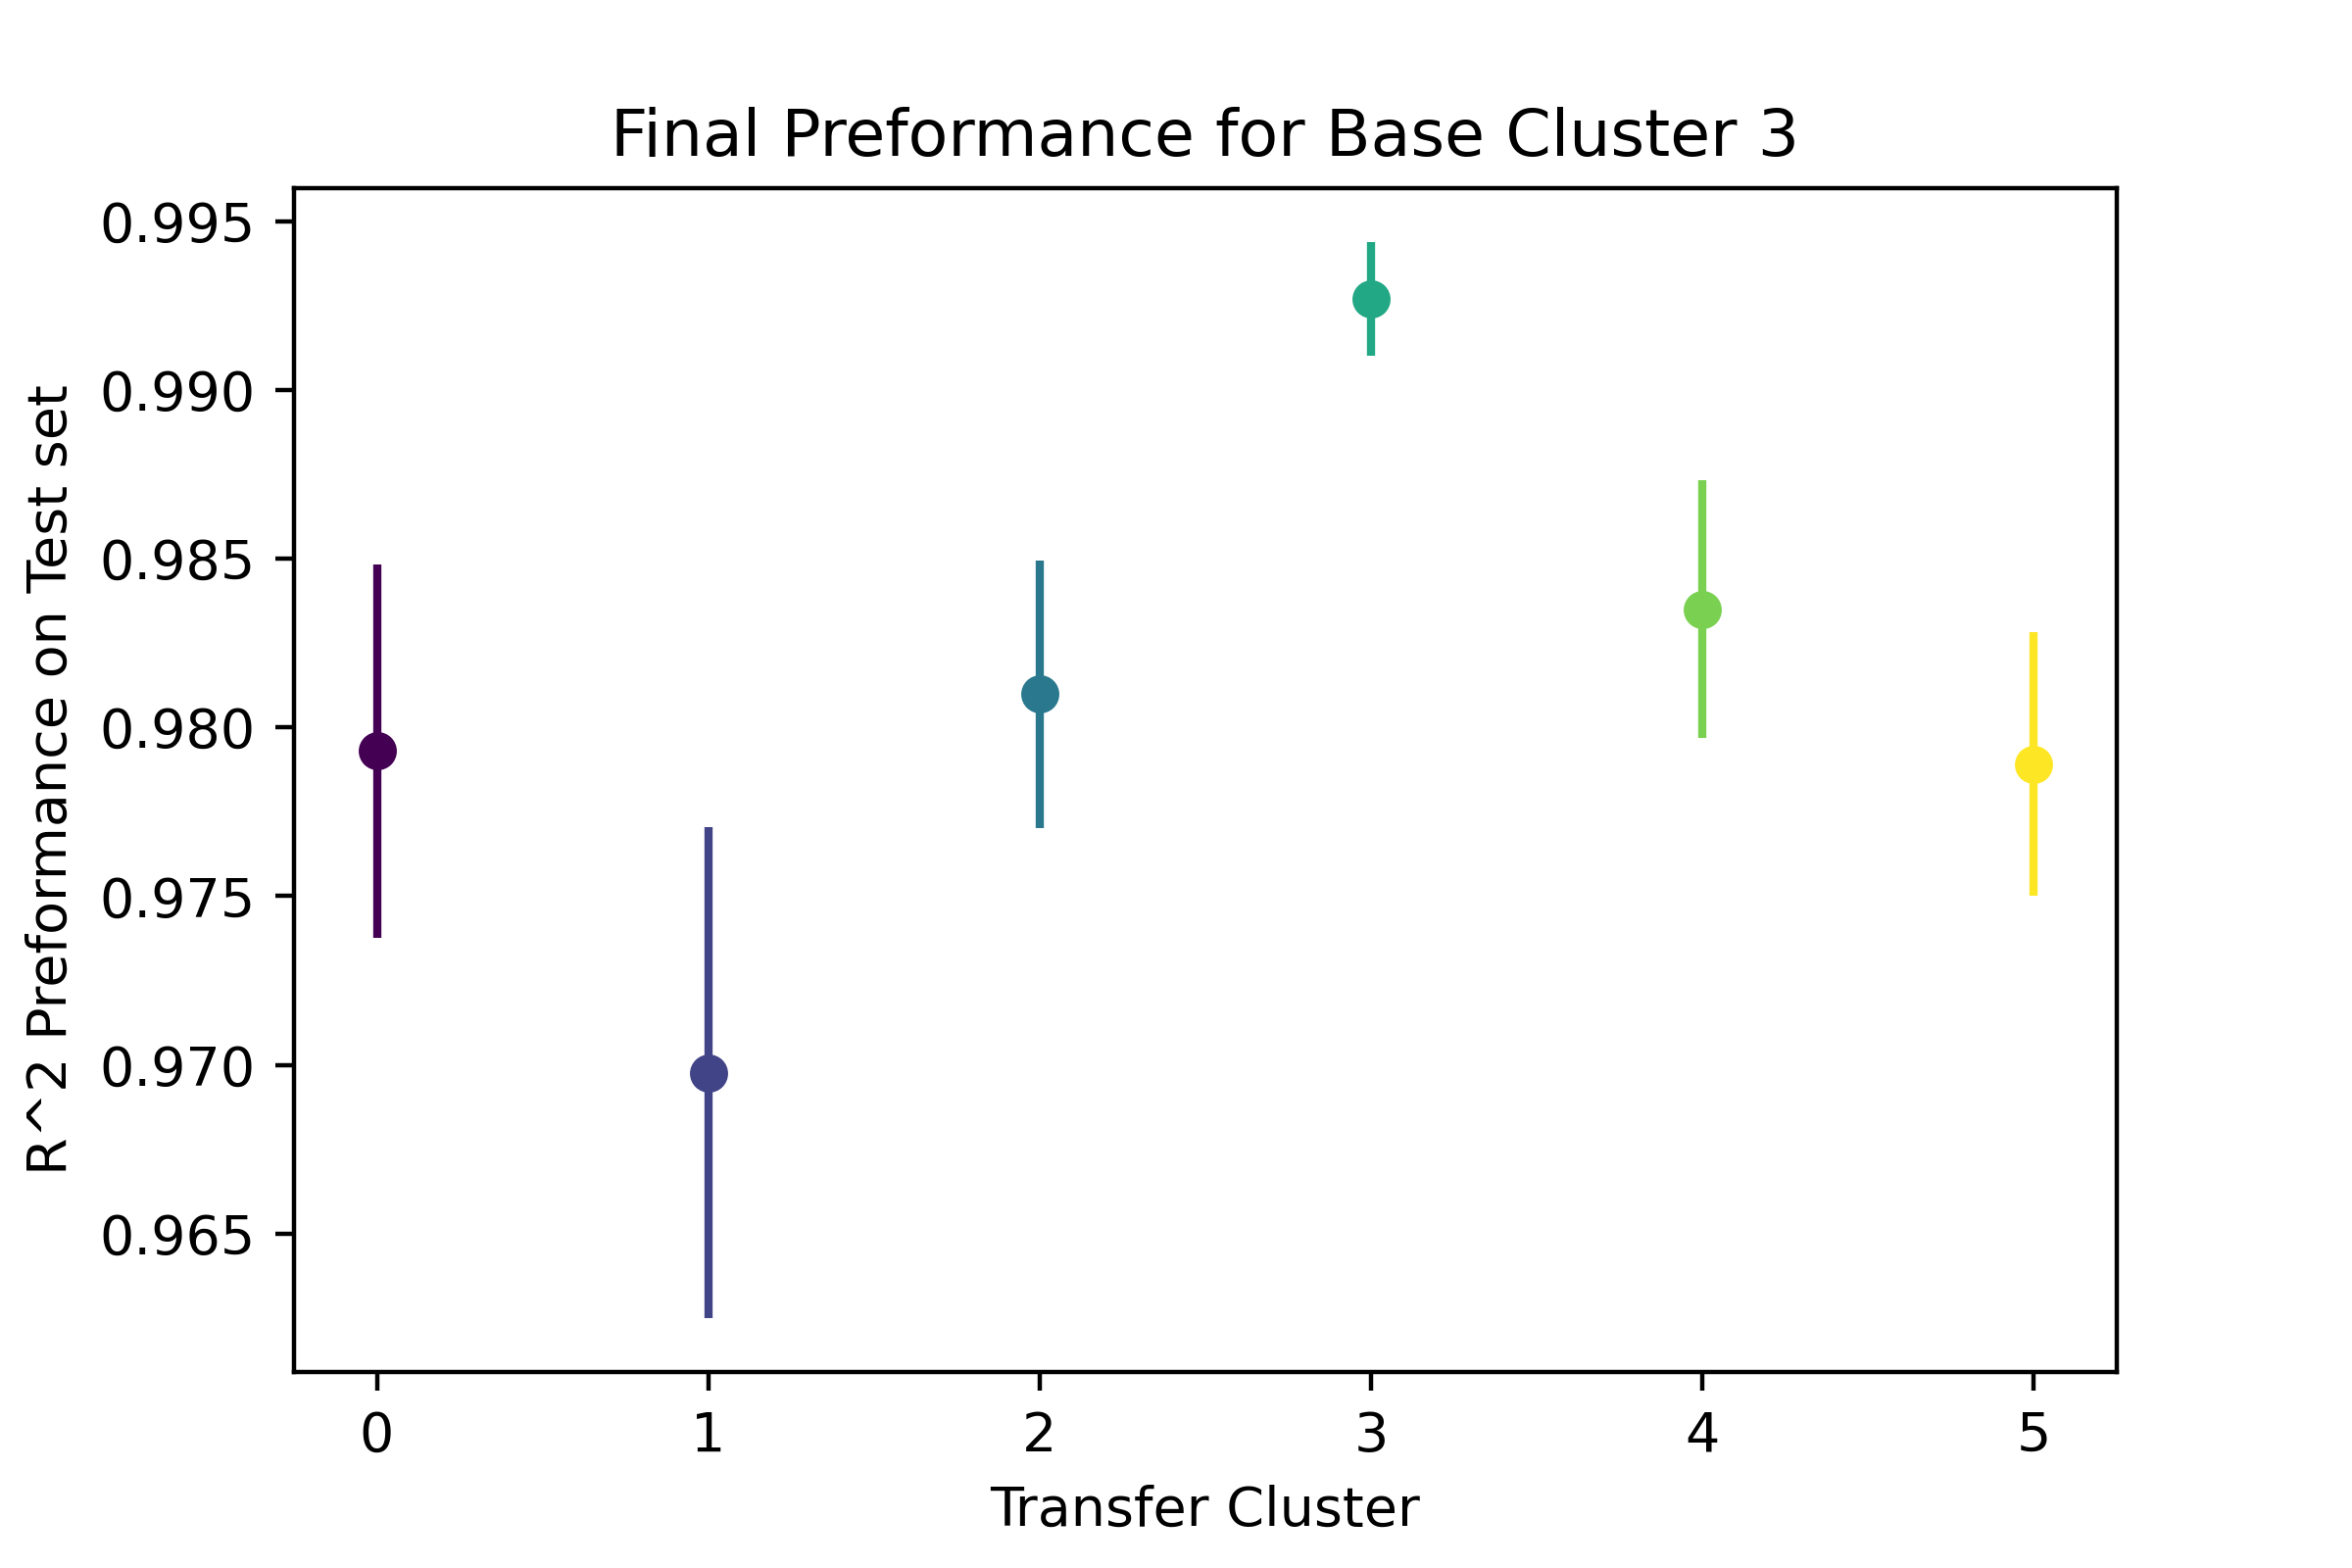 Final Preformance for Base Cluster 3
R^2 Preformance on Test set
0.995
0.990
0.985
0.980
0.975
0.970
0.965
0 1 2 3 4 5
Transfer Cluster